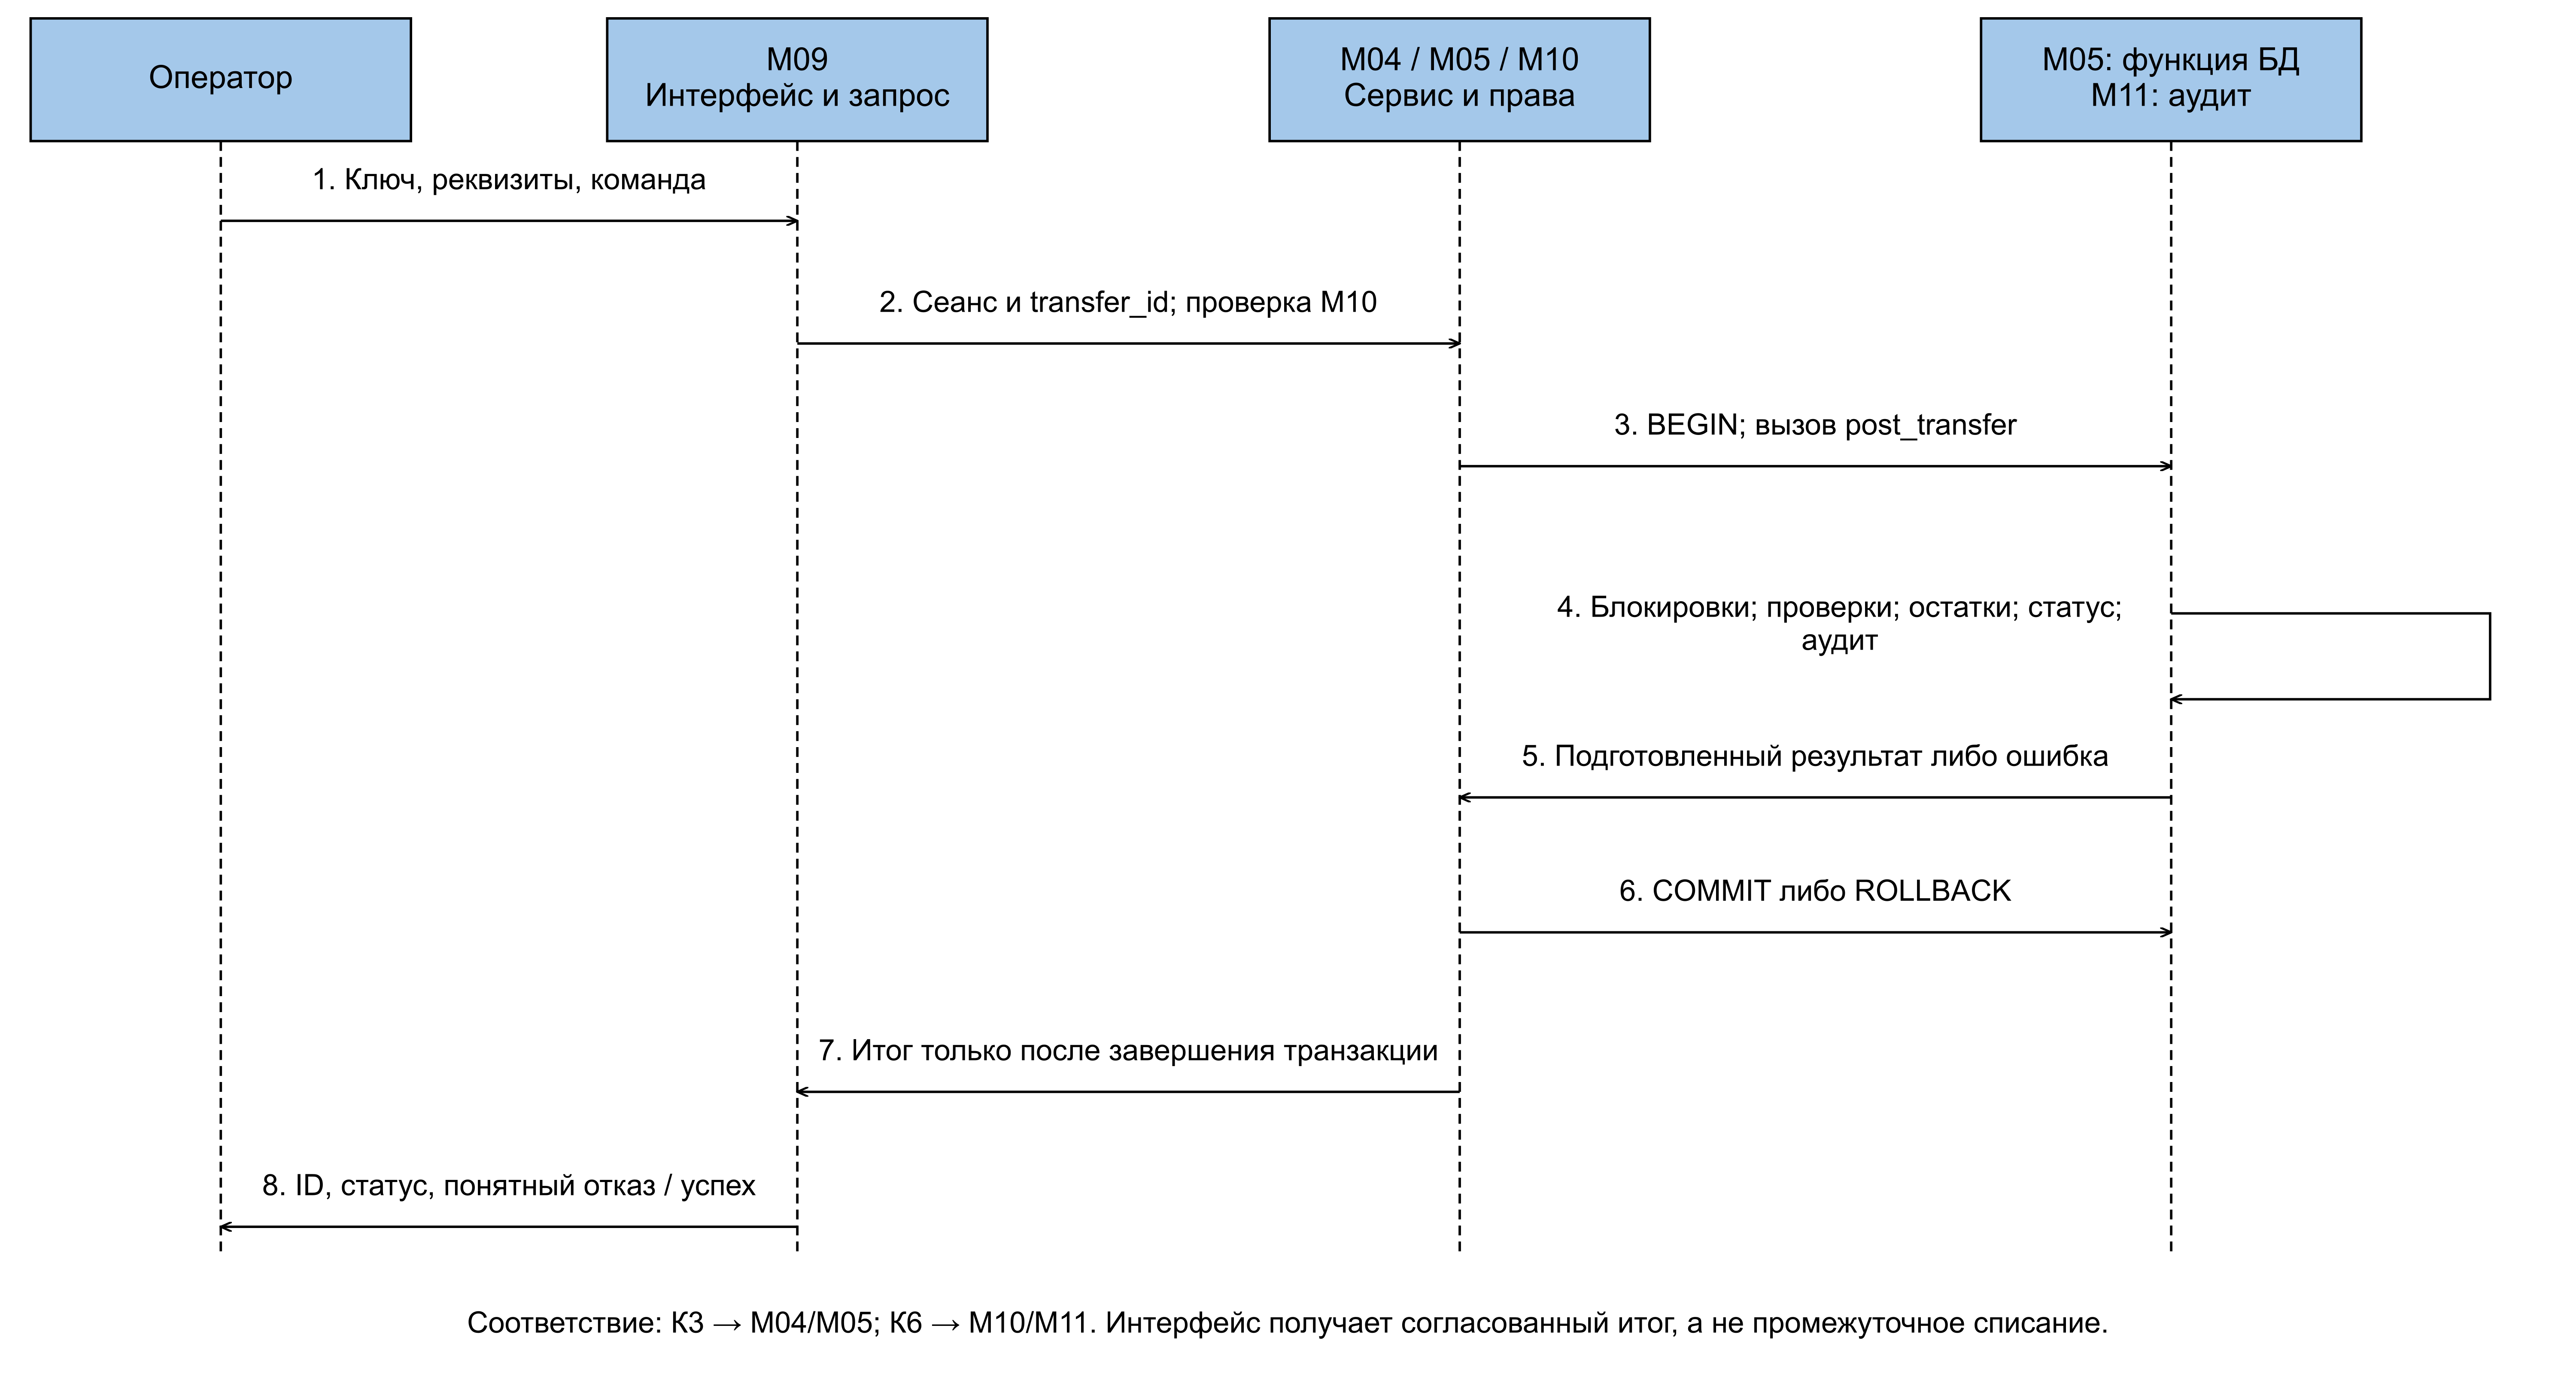 Оператор
М09
Интерфейс и запрос
М04 / М05 / М10
Сервис и права
М05: функция БД
М11: аудит
1. Ключ, реквизиты, команда
2. Сеанс и transfer_id; проверка М10
3. BEGIN; вызов post_transfer
4. Блокировки; проверки; остатки; статус;
аудит
5. Подготовленный результат либо ошибка
6. COMMIT либо ROLLBACK
7. Итог только после завершения транзакции
8. ID, статус, понятный отказ / успех
Соответствие: К3 → М04/М05; К6 → М10/М11. Интерфейс получает согласованный итог, а не промежуточное списание.